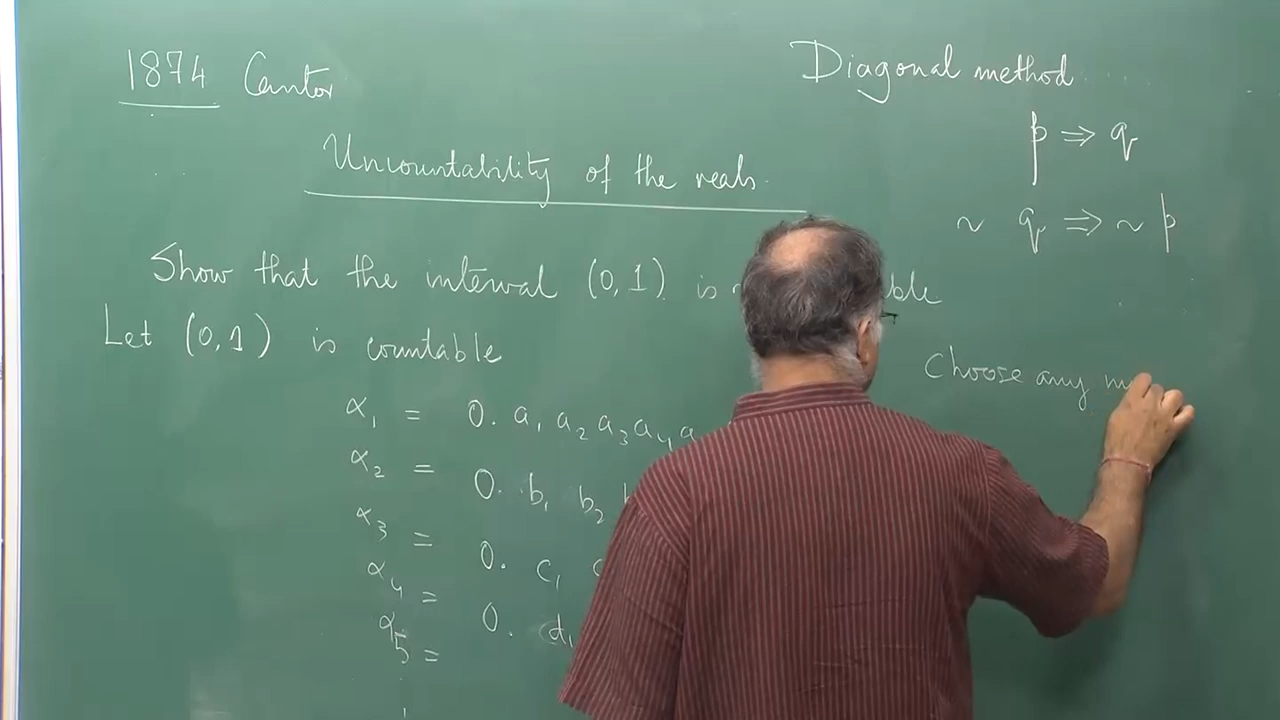 1874 Cantor
Diagonal method
p ⇒ q
Uncountability of the reals.
~ q ⇒ ~ p
Show that the interval (0,1) is
Let (0,1) is countable
Choose any
α₁ = 0. a₁ a₂ a₃ a₄ a
α₂ = 0. b₁ b₂ b
α₃ = 0. c₁ c
α₄ = 0. d₁
α₅ =